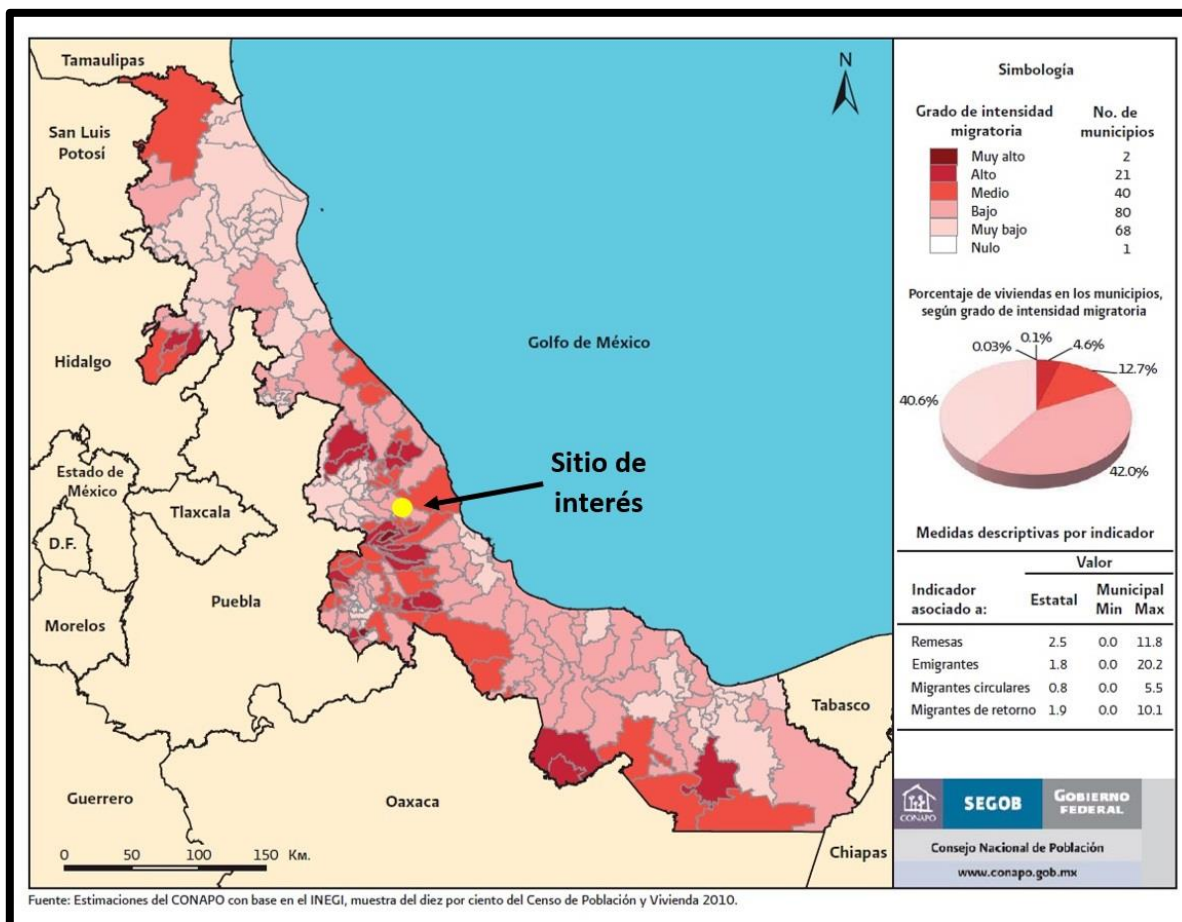 Tamaulipas
San Luis
Potosí
Hidalgo
Estado de
México
D.F.
Tlaxcala
Morelos
Puebla
Guerrero
Oaxaca
Tabasco
Chiapas
Golfo de México
Sitio de
interés
N
0 50 100 150 Km.
Simbología
Grado de intensidad No. de
migratoria municipios
Muy alto 2
Alto 21
Medio 40
Bajo 80
Muy bajo 68
Nulo 1
Porcentaje de viviendas en los municipios,
según grado de intensidad migratoria
0.1%
0.03% 4.6%
12.7%
40.6%
42.0%
Medidas descriptivas por indicador
Valor
Indicador Estatal Municipal
asociado a: Min Max
Remesas 2.5 0.0 11.8
Emigrantes 1.8 0.0 20.2
Migrantes circulares 0.8 0.0 5.5
Migrantes de retorno 1.9 0.0 10.1
CONAPO
SEGOB
GOBIERNO
FEDERAL
Consejo Nacional de Población
www.conapo.gob.mx
Fuente: Estimaciones del CONAPO con base en el INEGI, muestra del diez por ciento del Censo de Población y Vivienda 2010.